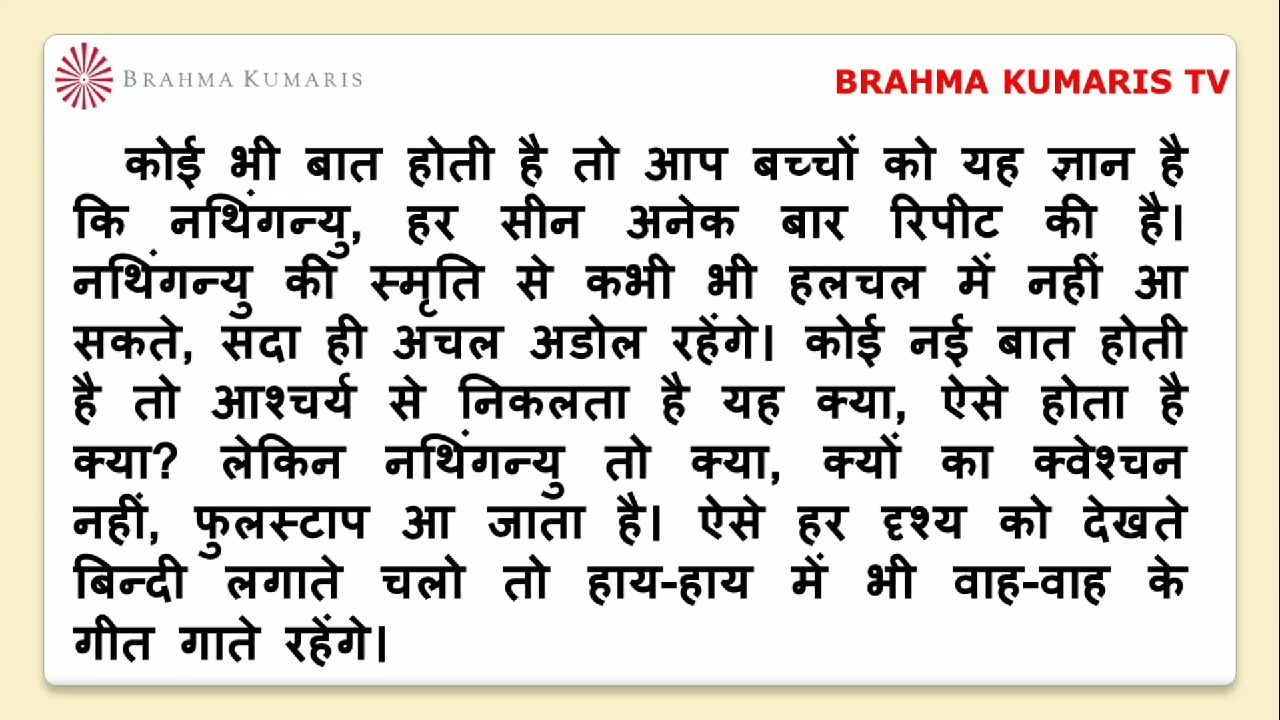 BRAHMA KUMARIS
BRAHMA KUMARIS TV
कोई भी बात होती है तो आप बच्चों को यह ज्ञान है
कि नथिंगन्यु, हर सीन अनेक बार रिपीट की है।
नथिंगन्यु की स्मृति से कभी भी हलचल में नहीं आ
सकते, सदा ही अचल अडोल रहेंगे। कोई नई बात होती
है तो आश्चर्य से निकलता है यह क्या, ऐसे होता है
क्या? लेकिन नथिंगन्यु तो क्या, क्यों का क्वेश्चन
नहीं, फुलस्टाप आ जाता है। ऐसे हर दृश्य को देखते
बिन्दी लगाते चलो तो हाय-हाय में भी वाह-वाह के
गीत गाते रहेंगे।